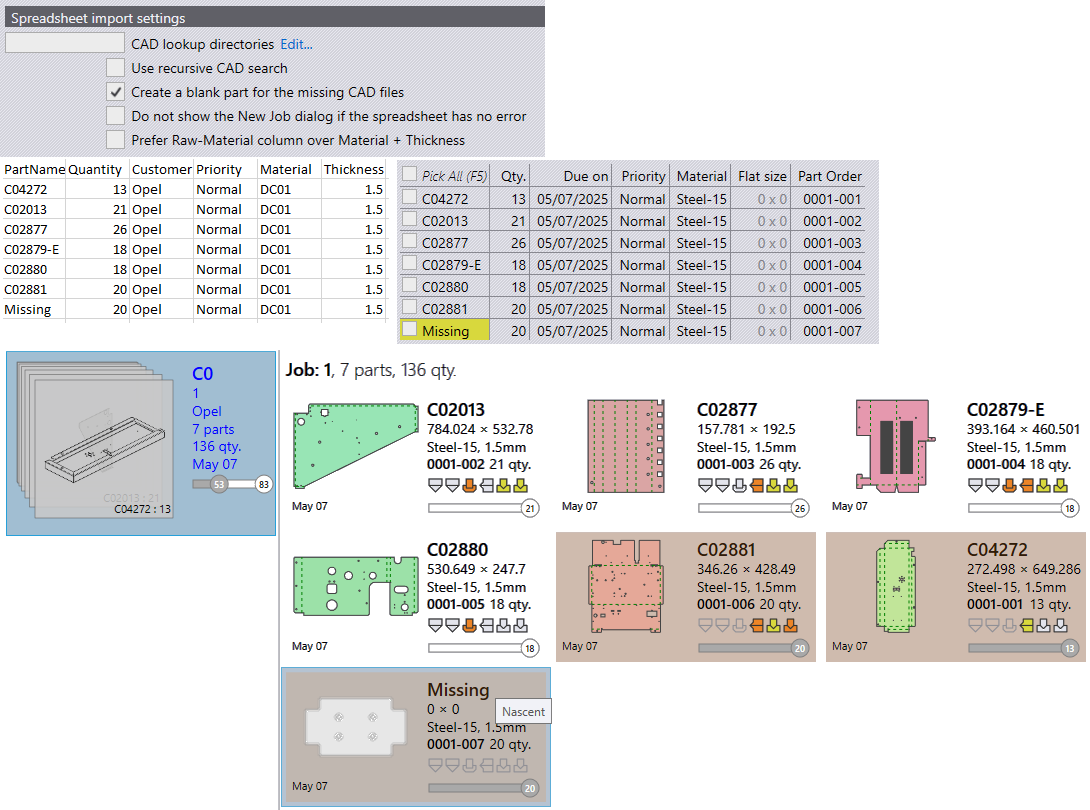 Spreadsheet import settings
CAD lookup directories Edit...
Use recursive CAD search
Create a blank part for the missing CAD files
Do not show the New Job dialog if the spreadsheet has no error
Prefer Raw-Material column over Material + Thickness
PartName Quantity Customer Priority Material Thickness
C04272 13 Opel Normal DC01 1.5
C02013 21 Opel Normal DC01 1.5
C02877 26 Opel Normal DC01 1.5
C02879-E 18 Opel Normal DC01 1.5
C02880 18 Opel Normal DC01 1.5
C02881 20 Opel Normal DC01 1.5
Missing 20 Opel Normal DC01 1.5
Pick All (F5) Qty. Due on Priority Material Flat size Part Order
C04272 13 05/07/2025 Normal Steel-15 0 x 0 0001-001
C02013 21 05/07/2025 Normal Steel-15 0 x 0 0001-002
C02877 26 05/07/2025 Normal Steel-15 0 x 0 0001-003
C02879-E 18 05/07/2025 Normal Steel-15 0 x 0 0001-004
C02880 18 05/07/2025 Normal Steel-15 0 x 0 0001-005
C02881 20 05/07/2025 Normal Steel-15 0 x 0 0001-006
Missing 20 05/07/2025 Normal Steel-15 0 x 0 0001-007
C0
1
Opel
7 parts
136 qty.
May 07
53 83
C02013 : 21
C04272 : 13
Job: 1, 7 parts, 136 qty.
C02013
784.024 × 532.78
Steel-15, 1.5mm
0001-002 21 qty.
May 07
21
C02877
157.781 × 192.5
Steel-15, 1.5mm
0001-003 26 qty.
May 07
26
C02879-E
393.164 × 460.501
Steel-15, 1.5mm
0001-004 18 qty.
May 07
18
C02880
530.649 × 247.7
Steel-15, 1.5mm
0001-005 18 qty.
May 07
18
C02881
346.26 × 428.49
Steel-15, 1.5mm
0001-006 20 qty.
May 07
20
C04272
272.498 × 649.286
Steel-15, 1.5mm
0001-001 13 qty.
May 07
13
Missing
0 × 0
Nascent
Steel-15, 1.5mm
0001-007 20 qty.
May 07
20